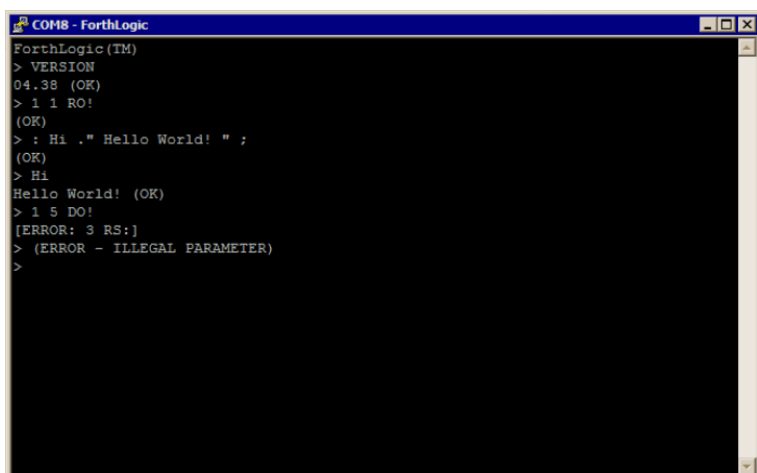 COM8 - ForthLogic
ForthLogic(TM)
> VERSION
04.38 (OK)
> 1 1 RO!
(OK)
> : Hi ." Hello World! " ;
(OK)
> Hi
Hello World! (OK)
> 1 5 DO!
[ERROR: 3 RS:]
> (ERROR - ILLEGAL PARAMETER)
>